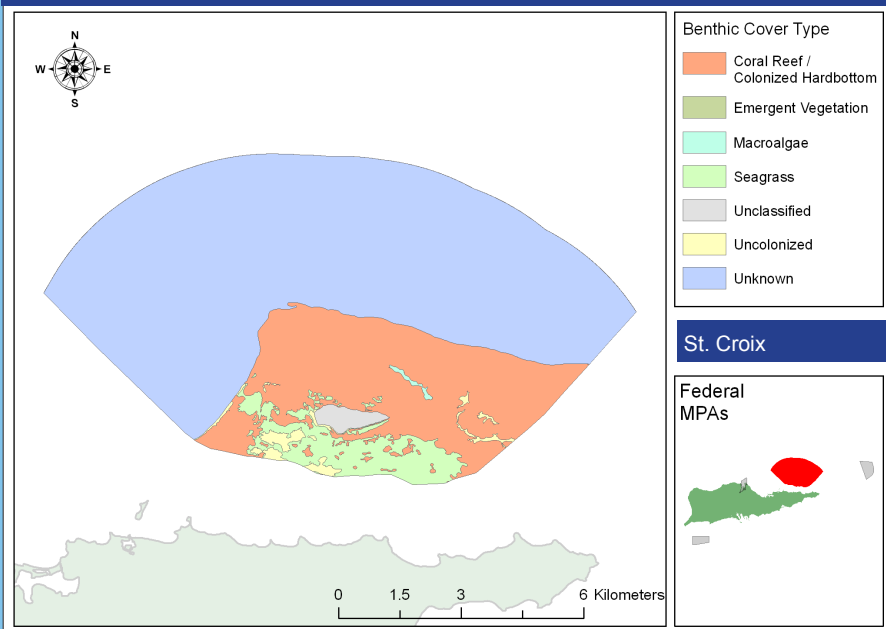 N
W E
S
0 1.5 3 6 Kilometers
Benthic Cover Type
Coral Reef /
Colonized Hardbottom
Emergent Vegetation
Macroalgae
Seagrass
Unclassified
Uncolonized
Unknown
St. Croix
Federal
MPAs